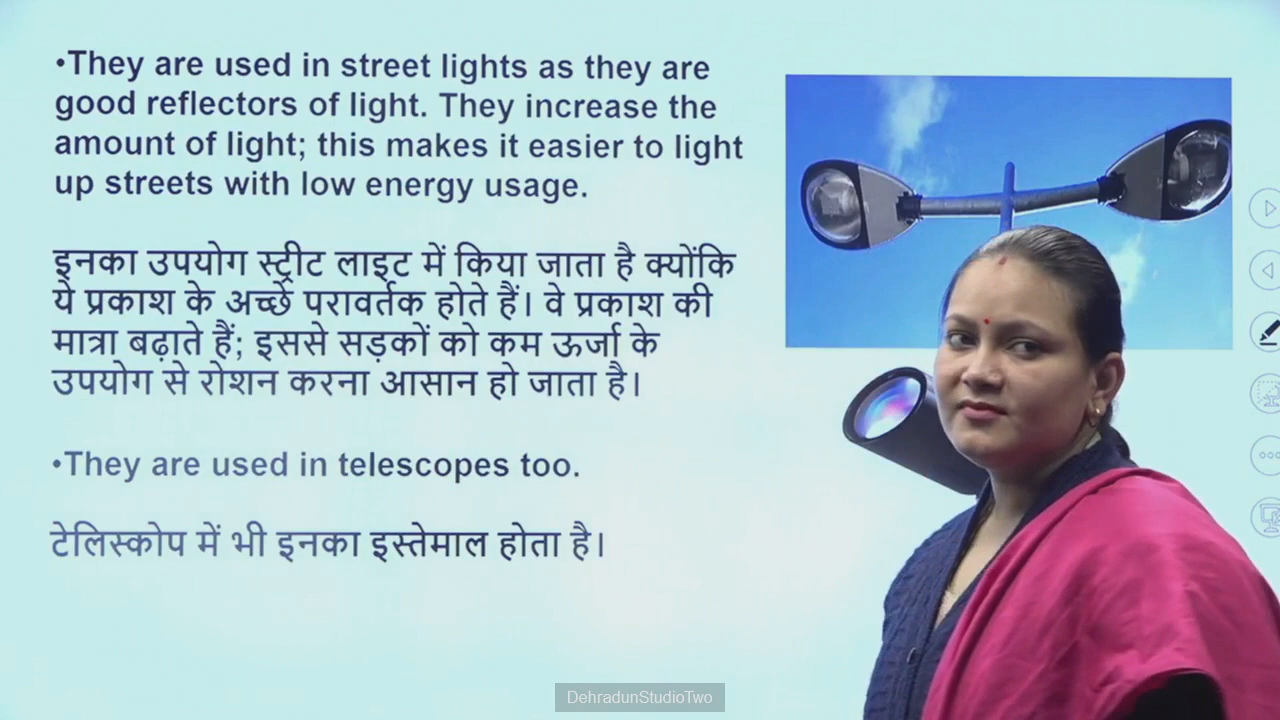 •They are used in street lights as they are
good reflectors of light. They increase the
amount of light; this makes it easier to light
up streets with low energy usage.
इनका उपयोग स्ट्रीट लाइट में किया जाता है क्योंकि
ये प्रकाश के अच्छे परावर्तक होते हैं। वे प्रकाश की
मात्रा बढ़ाते हैं; इससे सड़कों को कम ऊर्जा के
उपयोग से रोशन करना आसान हो जाता है।
•They are used in telescopes too.
टेलिस्कोप में भी इनका इस्तेमाल होता है।
DehradunStudioTwo